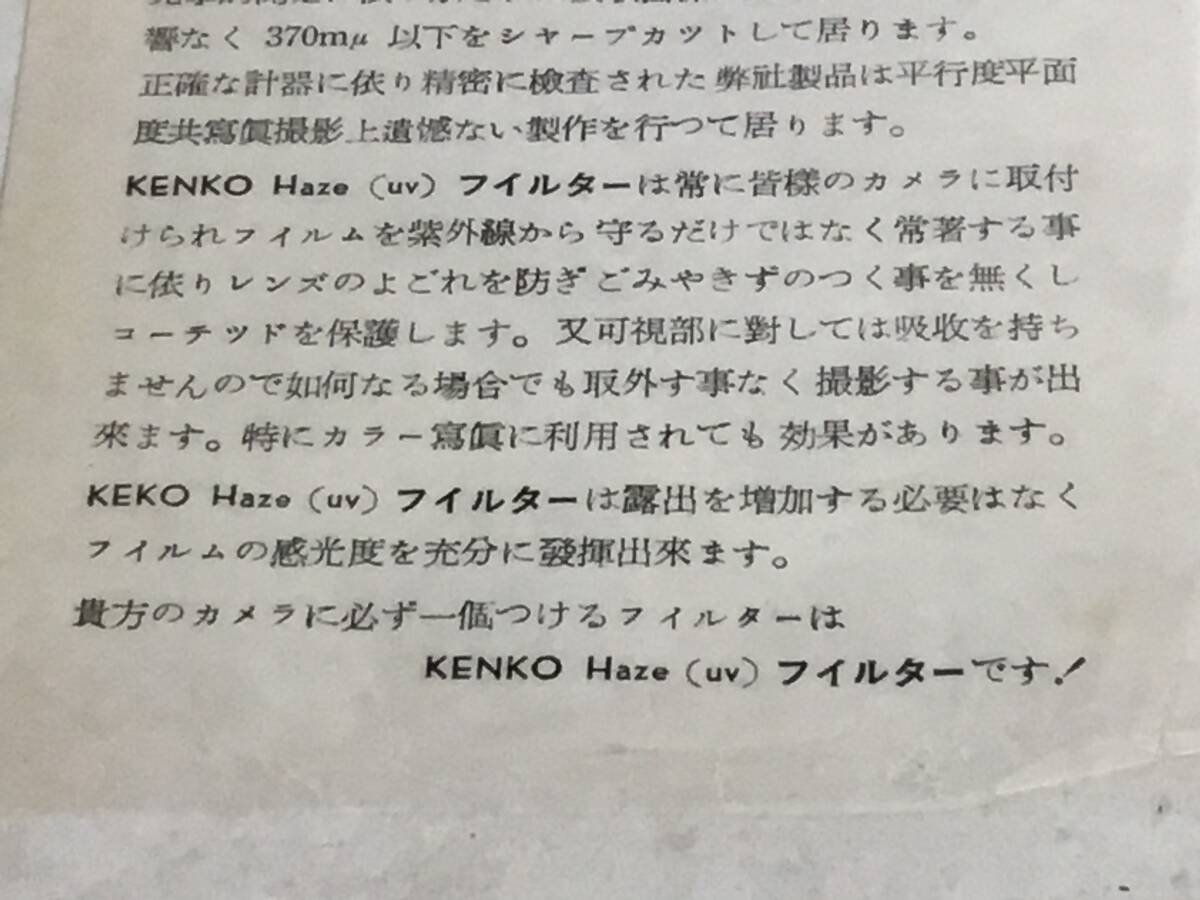 響なく 370mμ 以下をシャープカツトして居ります。
正確な計器に依り精密に檢査された弊社製品は平行度平面
度共寫眞撮影上遺憾ない製作を行つて居ります。
KENKO Haze (uv) フイルターは常に皆樣のカメラに取付
けられフイルムを紫外線から守るだけではなく常著する事
に依りレンズのよごれを防ぎごみやきずのつく事を無くし
コーテツドを保護します。又可視部に對しては吸收を持ち
ませんので如何なる場合でも取外す事なく撮影する事が出
來ます。特にカラー寫眞に利用されても効果があります。
KEKO Haze (uv) フイルターは露出を増加する必要はなく
フイルムの感光度を充分に發揮出來ます。
貴方のカメラに必ず一個つけるフイルターは
KENKO Haze (uv) フイルターです!